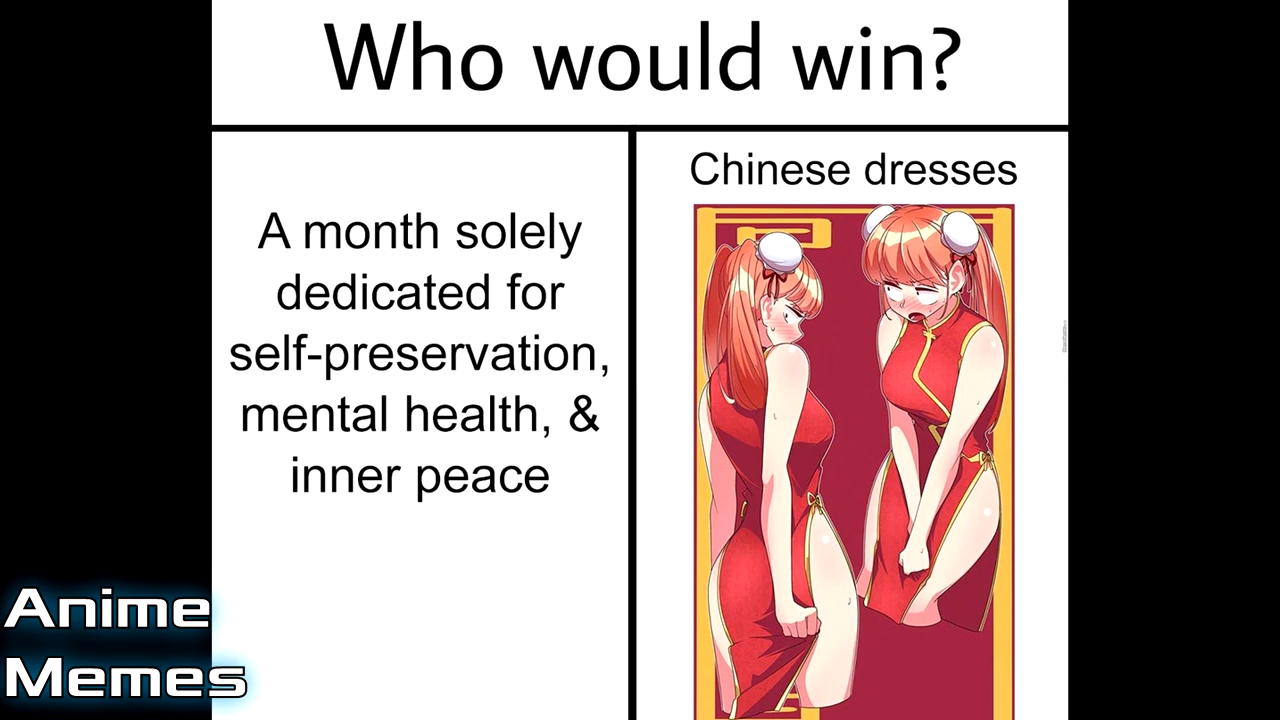 Who would win?
A month solely
dedicated for
self-preservation,
mental health, &
inner peace
Chinese dresses
Anime
Memes